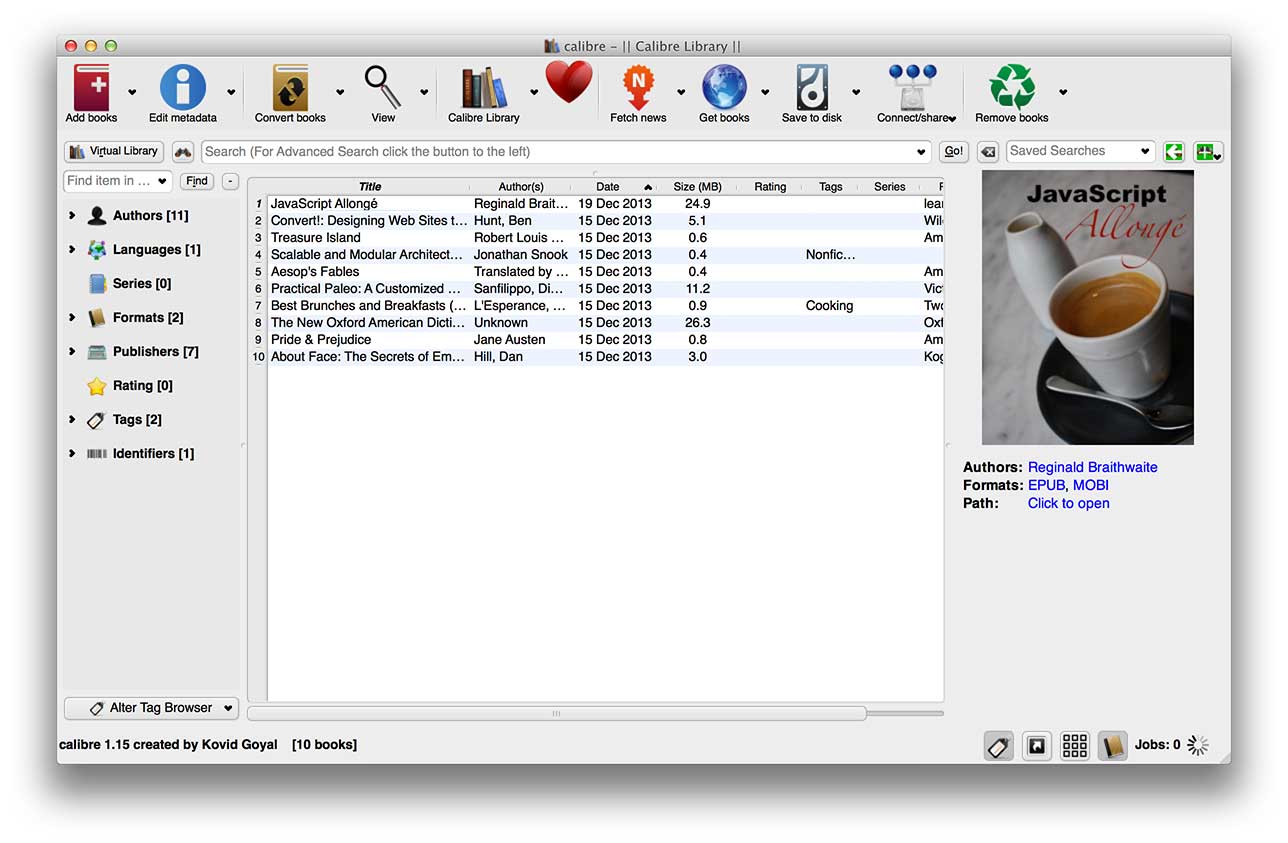 calibre - || Calibre Library ||
Add books Edit metadata Convert books View Calibre Library Fetch news Get books Save to disk Connect/share Remove books
N
Virtual Library Search (For Advanced Search click the button to the left) Go! Saved Searches
Find item in ... Find -
Authors [11]
Languages [1]
Series [0]
Formats [2]
Publishers [7]
Rating [0]
Tags [2]
Identifiers [1]
Alter Tag Browser
Title Author(s) Date Size (MB) Rating Tags Series
1 JavaScript Allongé Reginald Brait... 19 Dec 2013 24.9 lea
2 Convert!: Designing Web Sites t... Hunt, Ben 15 Dec 2013 5.1 Wil
3 Treasure Island Robert Louis ... 15 Dec 2013 0.6 Am
4 Scalable and Modular Architect... Jonathan Snook 15 Dec 2013 0.4 Nonfic...
5 Aesop's Fables Translated by ... 15 Dec 2013 0.4 Am
6 Practical Paleo: A Customized ... Sanfilippo, Di... 15 Dec 2013 11.2 Vic
7 Best Brunches and Breakfasts (... L'Esperance, ... 15 Dec 2013 0.9 Cooking Two
8 The New Oxford American Dicti... Unknown 15 Dec 2013 26.3 Oxf
9 Pride & Prejudice Jane Austen 15 Dec 2013 0.8 Am
10 About Face: The Secrets of Em... Hill, Dan 15 Dec 2013 3.0 Kog
JavaScript
Allongé
Authors: Reginald Braithwaite
Formats: EPUB, MOBI
Path: Click to open
calibre 1.15 created by Kovid Goyal [10 books] Jobs: 0